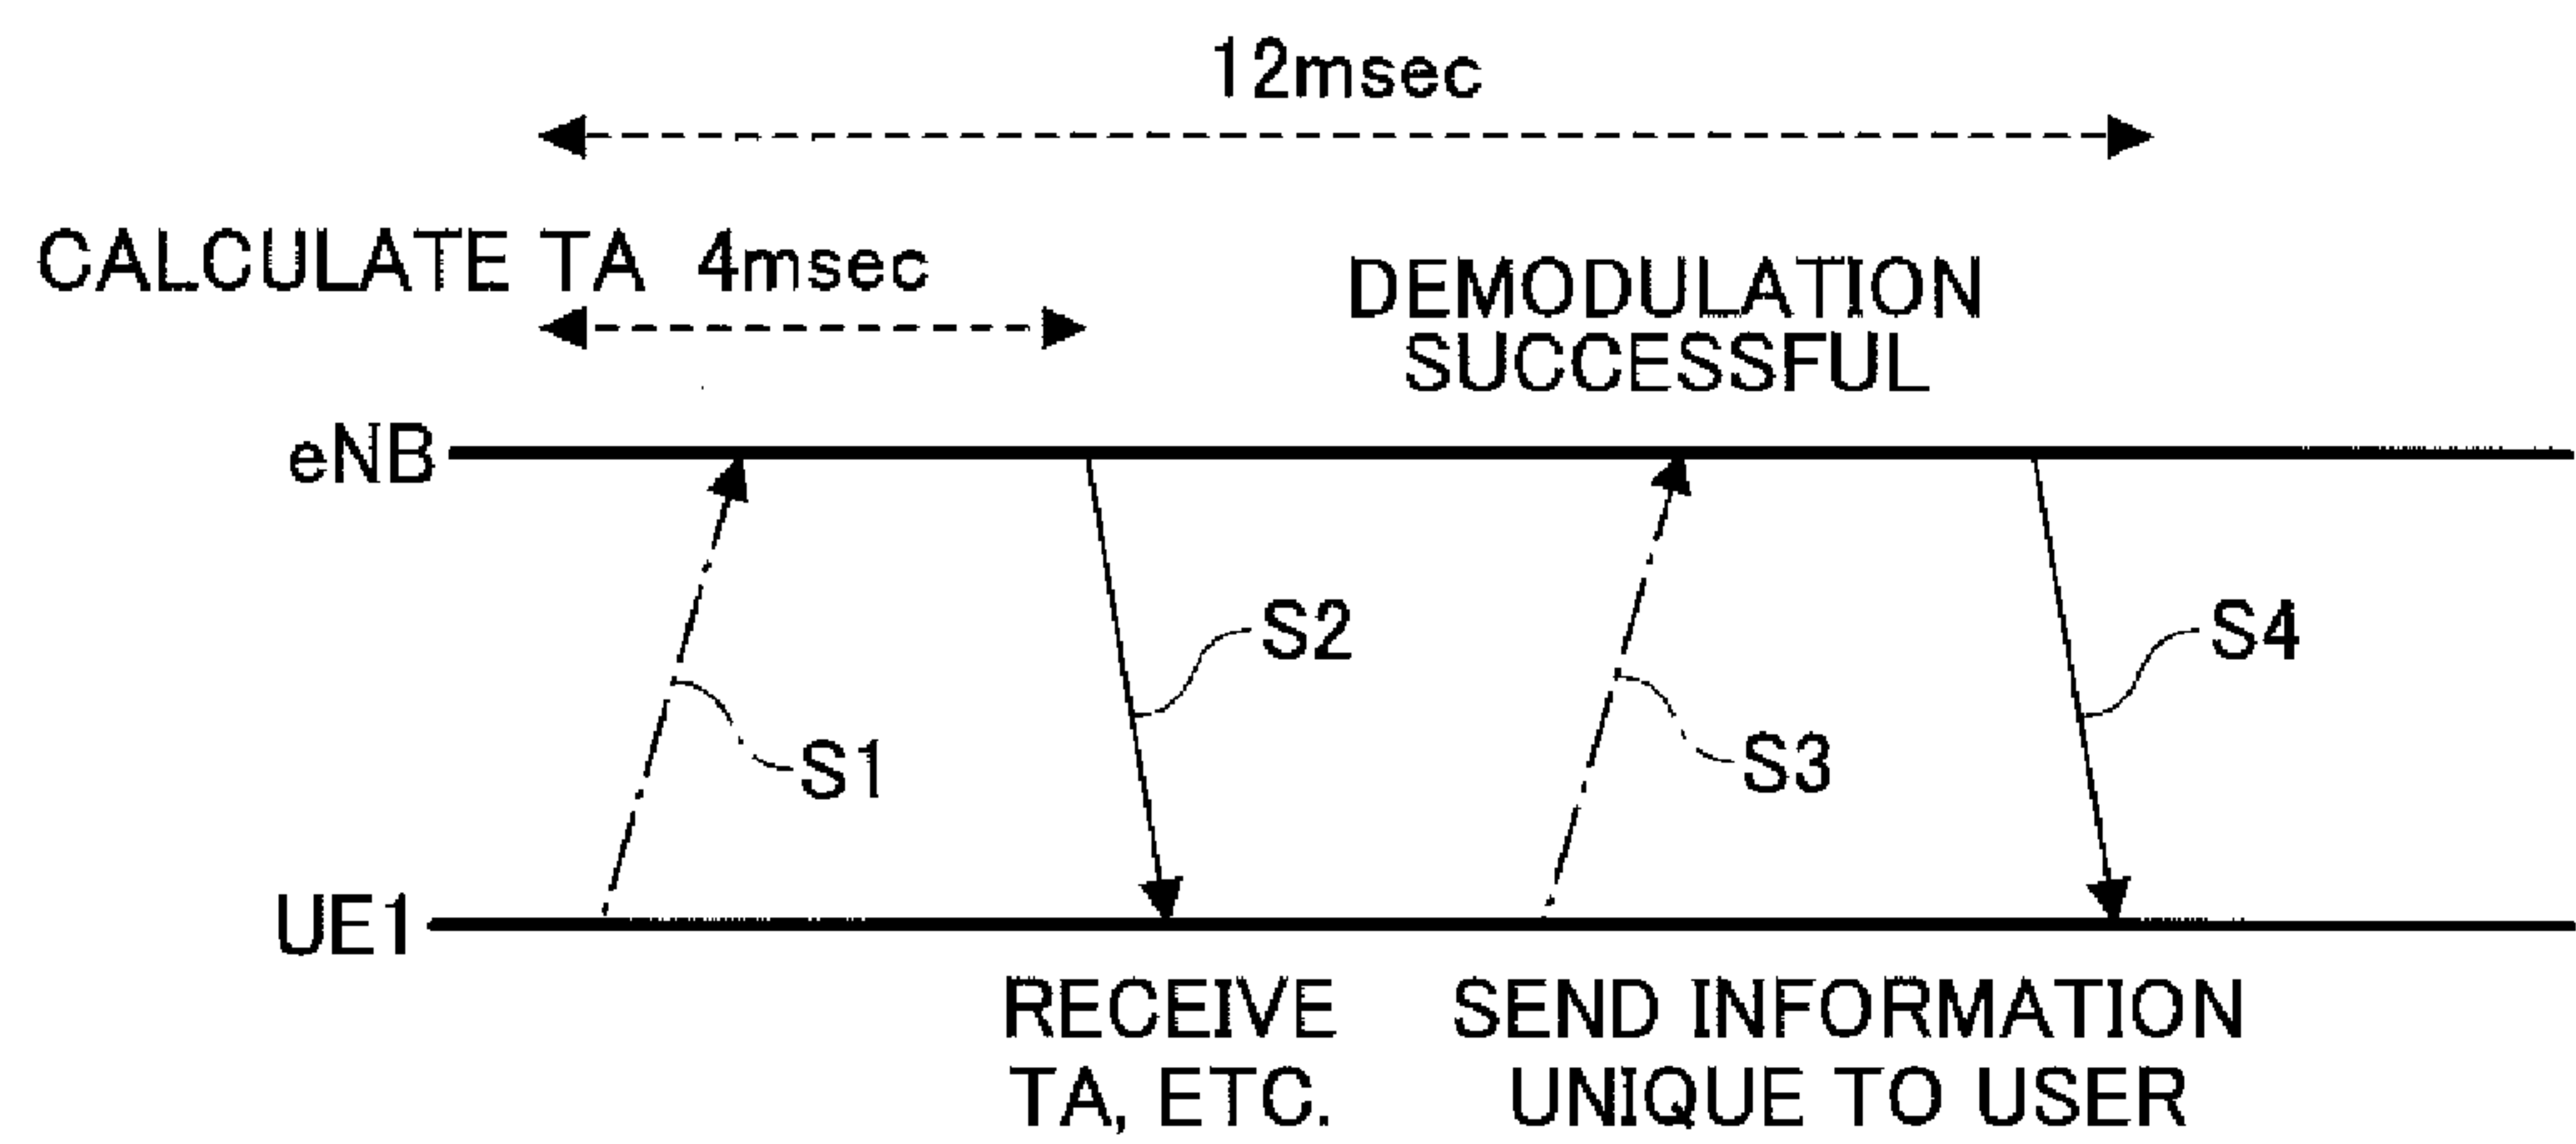 12msec
CALCULATE TA 4msec
DEMODULATION
SUCCESSFUL
eNB
S2
S4
S1
S3
UE1
RECEIVE
TA, ETC.
SEND INFORMATION
UNIQUE TO USER